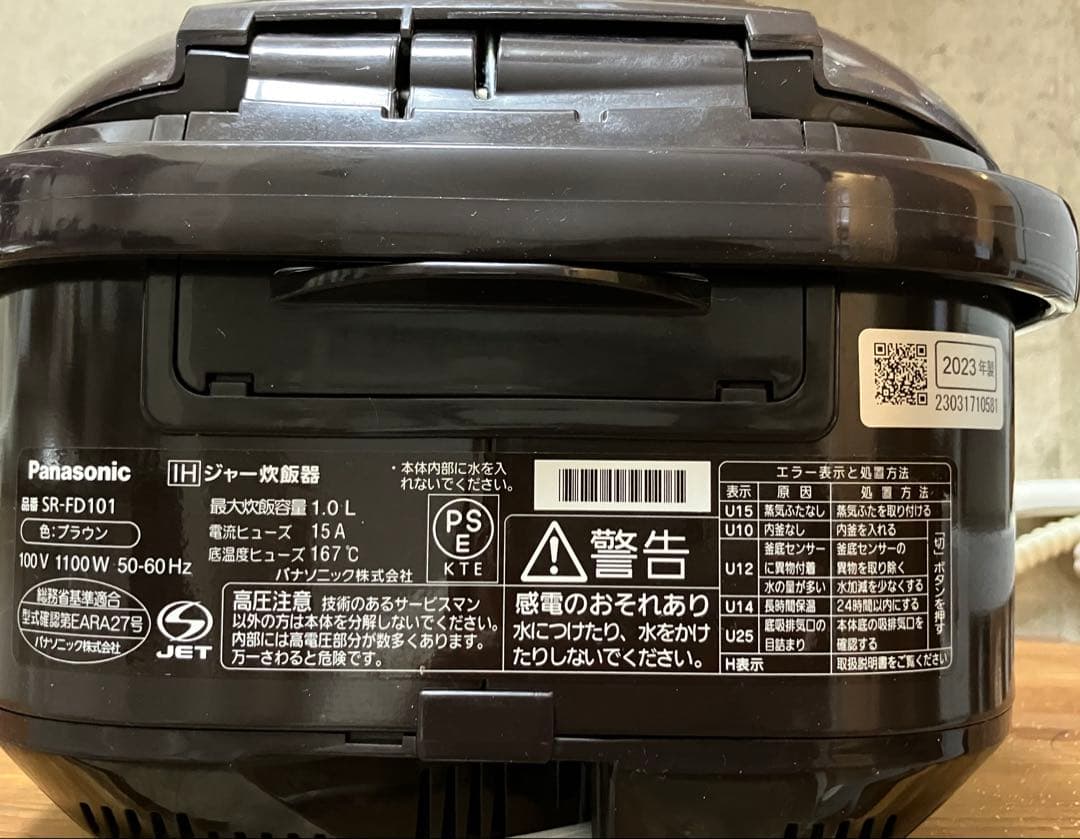 2023年製
23031710581
Panasonic
IHジャー炊飯器
品番 SR-FD101
色:ブラウン
100V 1100W 50-60Hz
最大炊飯容量 1.0L
電流ヒューズ 15A
底温度ヒューズ 167℃
パナソニック株式会社
・本体内部に水を入
れないでください。
PS
E
KTE
総務省基準適合
型式確認第EARA27号
パナソニック株式会社
S
JET
高圧注意 技術のあるサービスマン
以外の方は本体を分解しないでください。
内部には高電圧部分が数多くあります。
万一さわると危険です。
警告
感電のおそれあり
水につけたり、水をかけ
たりしないでください。
エラー表示と処置方法
表示 原因 処置方法
U15 蒸気ふたなし 蒸気ふたを取り付ける
U10 内釜なし 内釜を入れる
U12 釜底センサー 釜底センサーの
に異物付着 異物を取り除く
水の量が多い 水加減を少なくする
U14 長時間保温 24時間以内にする
U25 底吸排気口の 本体底の吸排気口を
目詰まり 確認する
「切」ボタンを押す
H表示 取扱説明書をご覧ください